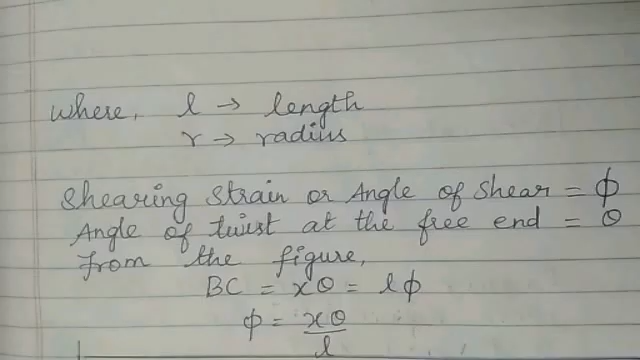 where, l → length
r → radius
Shearing strain or Angle of shear = ϕ
Angle of twist at the free end = θ
from the figure,
BC = xθ = lϕ
ϕ = xθ/l